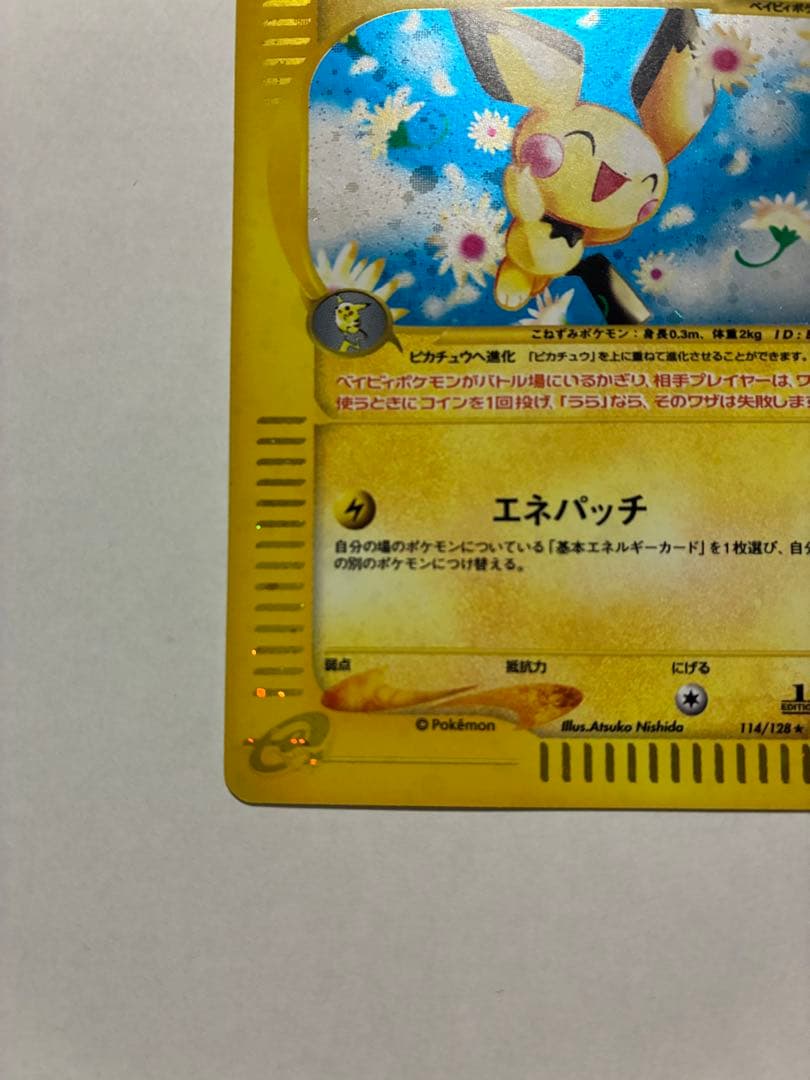 ベイビィポケ
こねずみポケモン：身長0.3m、体重2kg ID:
ピカチュウへ進化 「ピカチュウ」を上に重ねて進化させることができます。
ベイビィポケモンがバトル場にいるかぎり、相手プレイヤーは、ワ
使うときにコインを1回投げ、「うら」なら、そのワザは失敗します
エネパッチ
自分の場のポケモンについている「基本エネルギーカード」を1枚選び、自分
の別のポケモンにつけ替える。
弱点 抵抗力 にげる
1 EDITION
© Pokémon Illus.Atsuko Nishida 114/128★
e